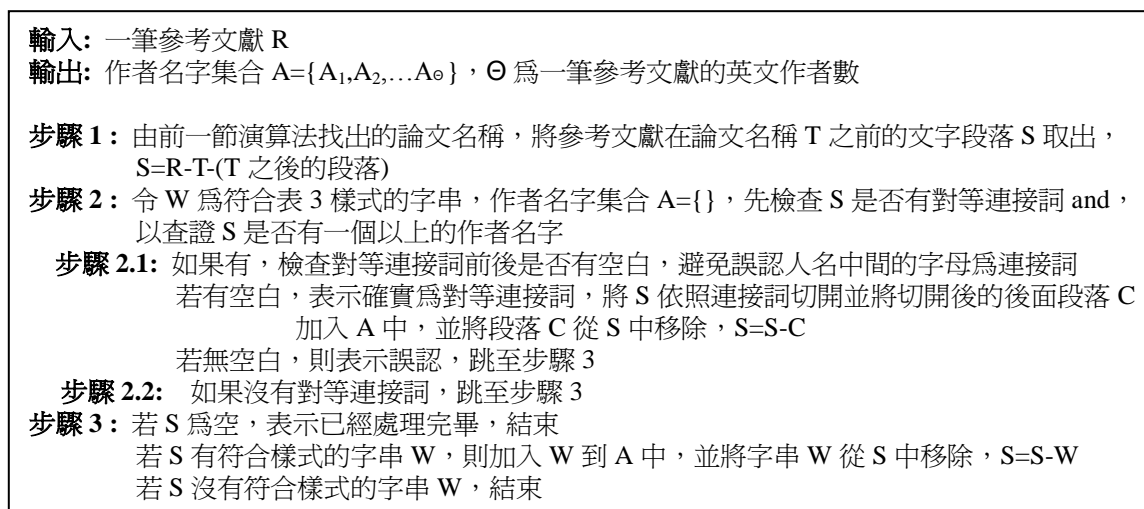 輸入: 一筆參考文獻 R
輸出: 作者名字集合 A={A₁,A₂,…AΘ}，Θ 爲一筆參考文獻的英文作者數
步驟 1 : 由前一節演算法找出的論文名稱，將參考文獻在論文名稱 T 之前的文字段落 S 取出，
S=R-T-(T 之後的段落)
步驟 2 : 令 W 爲符合表 3 樣式的字串，作者名字集合 A={}，先檢查 S 是否有對等連接詞 and，
以查證 S 是否有一個以上的作者名字
步驟 2.1: 如果有，檢查對等連接詞前後是否有空白，避免誤認人名中間的字母爲連接詞
若有空白，表示確實爲對等連接詞，將 S 依照連接詞切開並將切開後的後面段落 C
加入 A 中，並將段落 C 從 S 中移除，S=S-C
若無空白，則表示誤認，跳至步驟 3
步驟 2.2: 如果沒有對等連接詞，跳至步驟 3
步驟 3 : 若 S 爲空，表示已經處理完畢，結束
若 S 有符合樣式的字串 W，則加入 W 到 A 中，並將字串 W 從 S 中移除，S=S-W
若 S 沒有符合樣式的字串 W，結束